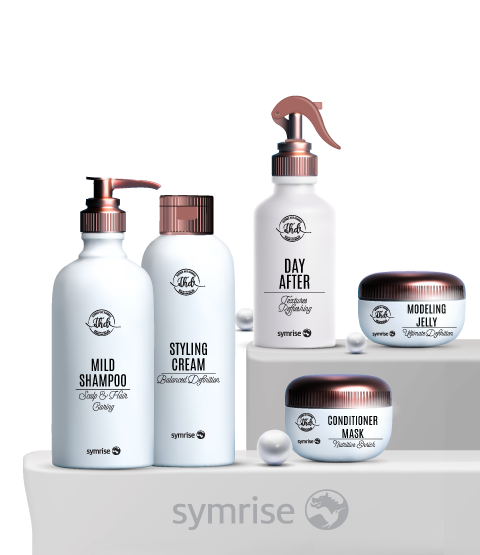 DAY
AFTER
Textures
Refreshing
symrise
MODELING
JELLY
symrise
Ultimate Definition
MILD
SHAMPOO
Scalp & Hair
Caring
symrise
STYLING
CREAM
Balanced Definition
symrise
CONDITIONER
MASK
Nutritive Enrich
symrise
symrise